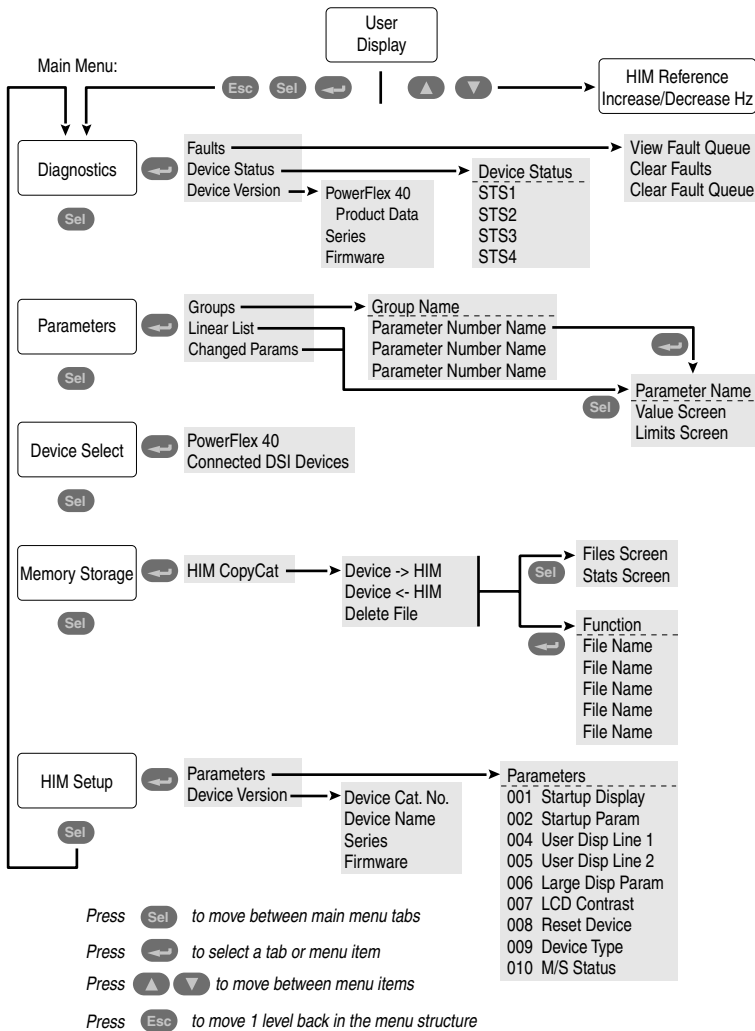 User
Display
Main Menu:
Esc Sel
HIM Reference
Increase/Decrease Hz
Diagnostics
Sel
Faults
Device Status
Device Version
PowerFlex 40
Product Data
Series
Firmware
Device Status
STS1
STS2
STS3
STS4
View Fault Queue
Clear Faults
Clear Fault Queue
Parameters
Sel
Groups
Linear List
Changed Params
Group Name
Parameter Number Name
Parameter Number Name
Parameter Number Name
Sel
Parameter Name
Value Screen
Limits Screen
Device Select
Sel
PowerFlex 40
Connected DSI Devices
Memory Storage
Sel
HIM CopyCat
Device -> HIM
Device <- HIM
Delete File
Sel
Files Screen
Stats Screen
Function
File Name
File Name
File Name
File Name
File Name
HIM Setup
Sel
Parameters
Device Version
Device Cat. No.
Device Name
Series
Firmware
Parameters
001 Startup Display
002 Startup Param
004 User Disp Line 1
005 User Disp Line 2
006 Large Disp Param
007 LCD Contrast
008 Reset Device
009 Device Type
010 M/S Status
Press Sel to move between main menu tabs
Press to select a tab or menu item
Press to move between menu items
Press Esc to move 1 level back in the menu structure